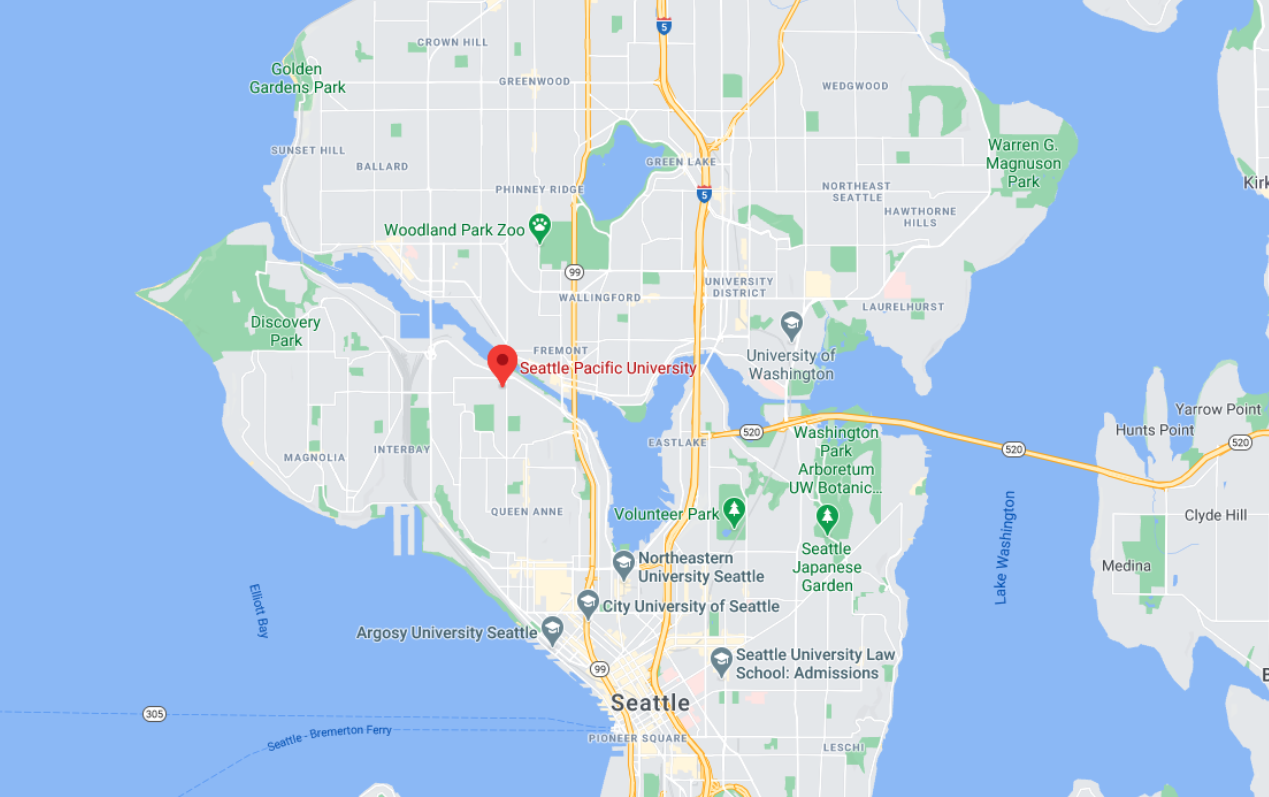 5
CROWN HILL
Golden
Gardens Park
GREENWOOD
WEDGWOOD
SUNSET HILL
BALLARD
GREEN LAKE
Warren G.
Magnuson
Park
PHINNEY RIDGE
5
NORTHEAST
SEATTLE
Kirk
HAWTHORNE
HILLS
Woodland Park Zoo
99
UNIVERSITY
DISTRICT
WALLINGFORD
LAURELHURST
Discovery
Park
FREMONT
Seattle Pacific University
University of
Washington
Yarrow Point
Hunts Point
520
520
520
EASTLAKE
Washington
Park
Arboretum
UW Botanic...
INTERBAY
MAGNOLIA
QUEEN ANNE
Volunteer Park
Lake Washington
Clyde Hill
Seattle
Japanese
Garden
Medina
Northeastern
University Seattle
Elliott Bay
City University of Seattle
Argosy University Seattle
Seattle University Law
School: Admissions
99
Seattle
305
Seattle - Bremerton Ferry
PIONEER SQUARE
LESCHI